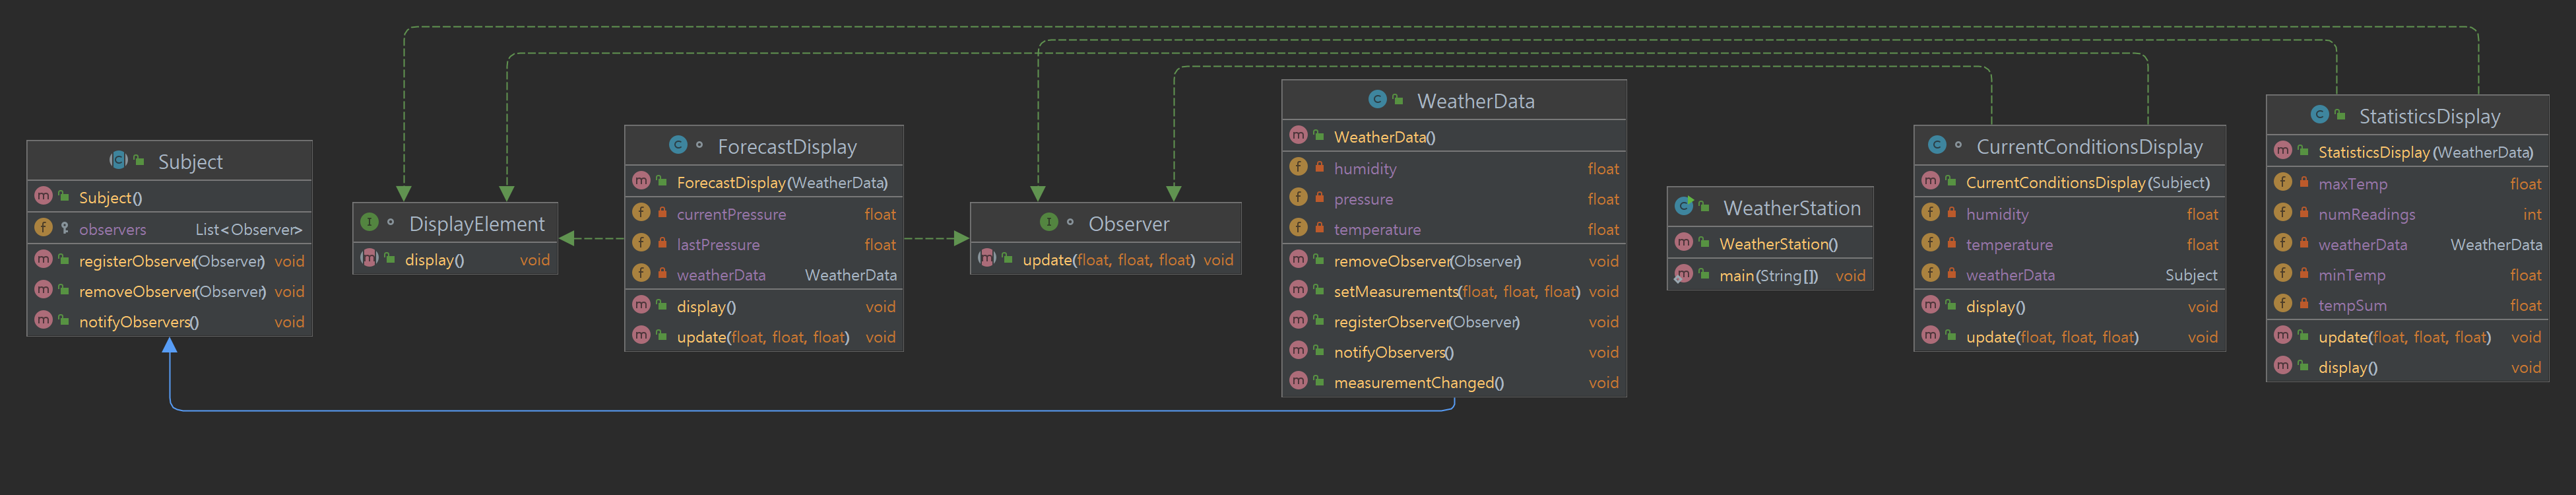 Subject
Subject()
observers List<Observer>
registerObserver(Observer) void
removeObserver(Observer) void
notifyObservers() void
DisplayElement
display() void
ForecastDisplay
ForecastDisplay(WeatherData)
currentPressure float
lastPressure float
weatherData WeatherData
display() void
update(float, float, float) void
Observer
update(float, float, float) void
WeatherData
WeatherData()
humidity float
pressure float
temperature float
removeObserver(Observer) void
setMeasurements(float, float, float) void
registerObserver(Observer) void
notifyObservers() void
measurementChanged() void
WeatherStation
WeatherStation()
main(String[]) void
CurrentConditionsDisplay
CurrentConditionsDisplay(Subject)
humidity float
temperature float
weatherData Subject
display() void
update(float, float, float) void
StatisticsDisplay
StatisticsDisplay(WeatherData)
maxTemp float
numReadings int
weatherData WeatherData
minTemp float
tempSum float
update(float, float, float) void
display() void